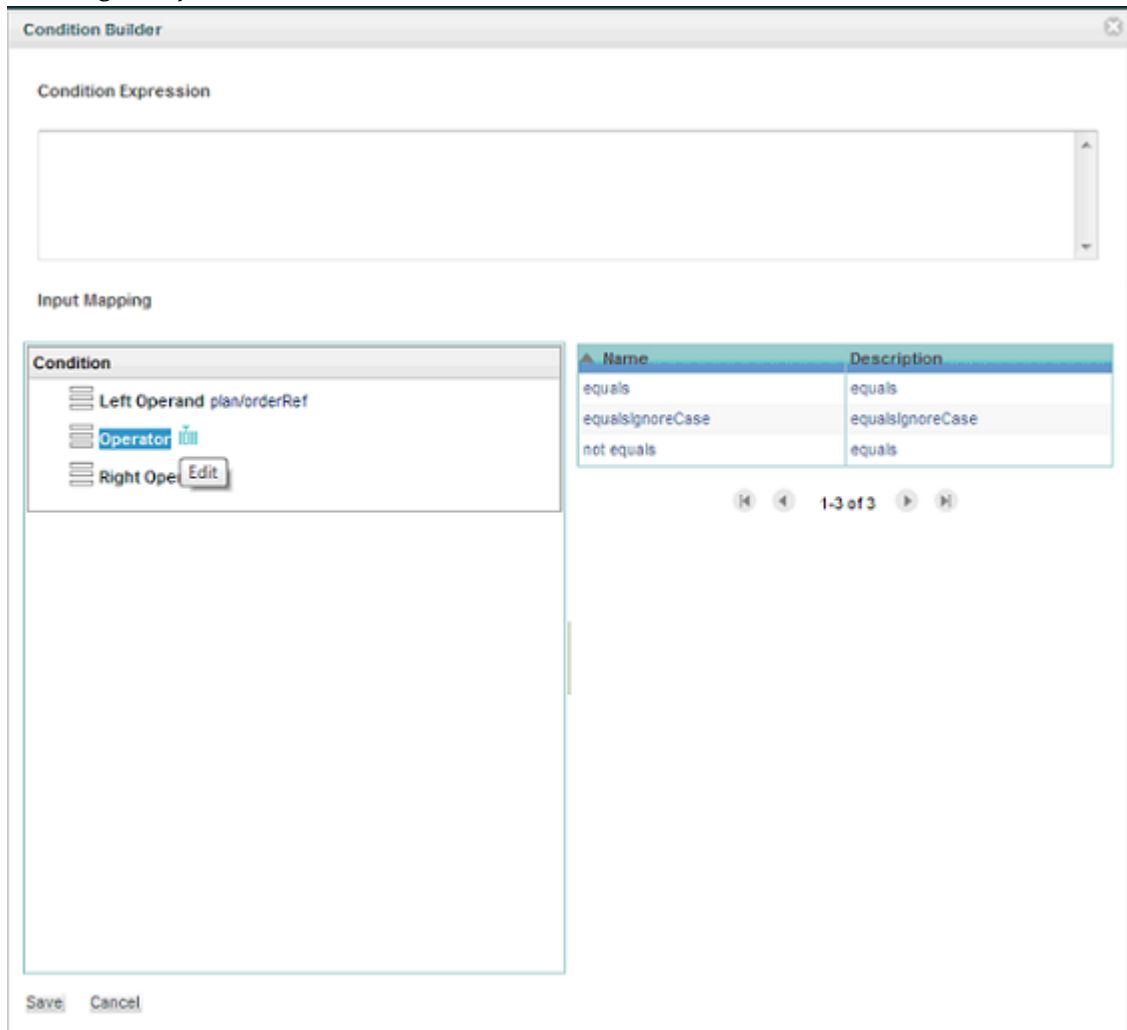 Condition Builder
Condition Expression
Input Mapping
Condition
Left Operand plan/orderRef
Operator
Edit
Right Ope
Name Description
equals equals
equalsIgnoreCase equalsIgnoreCase
not equals equals
1-3 of 3
Save Cancel